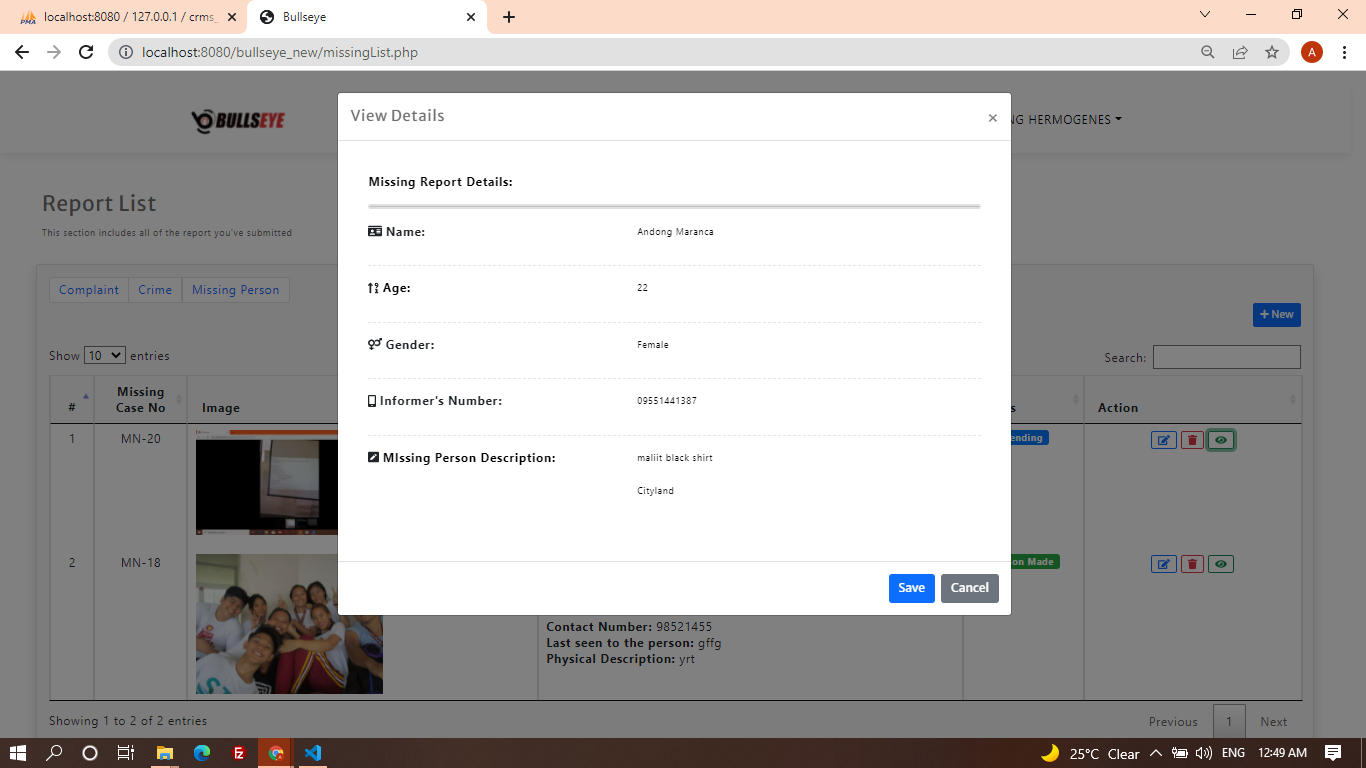 localhost:8080 / 127.0.0.1 / crms_
Bullseye
localhost:8080/bullseye_new/missingList.php
A
BULLSEYE
NG HERMOGENES
View Details
×
Missing Report Details:
Name: Andong Maranca
Age: 22
Gender: Female
Informer's Number: 09551441387
MIssing Person Description: maliit black shirt
Cityland
Save Cancel
Report List
This section includes all of the report you've submitted
Complaint Crime Missing Person
+ New
Show 10 entries
Search:
# Missing Case No Image s Action
1 MN-20 ending
2 MN-18 on Made
Contact Number: 98521455
Last seen to the person: gffg
Physical Description: yrt
Showing 1 to 2 of 2 entries
Previous 1 Next
25°C Clear ENG 12:49 AM